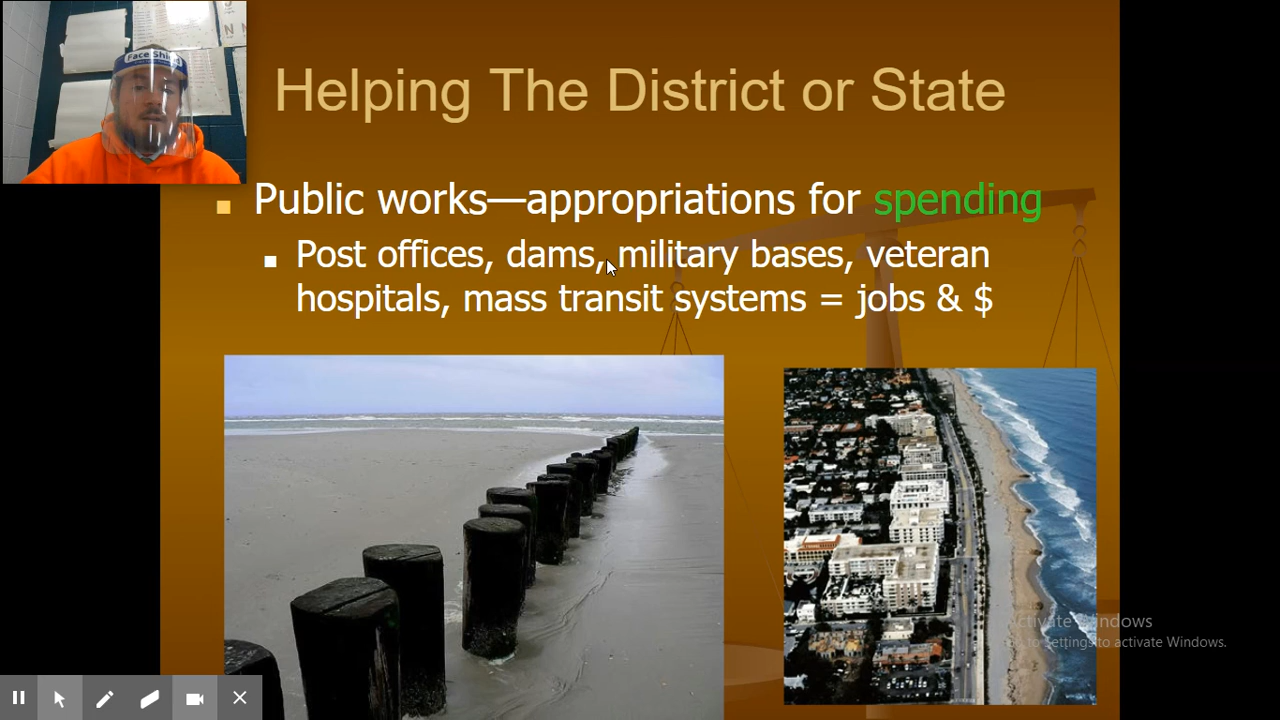 Face Shield
Helping The District or State
Public works—appropriations for spending
Post offices, dams, military bases, veteran
hospitals, mass transit systems = jobs & $
Activate Windows
Go to Settings to activate Windows.